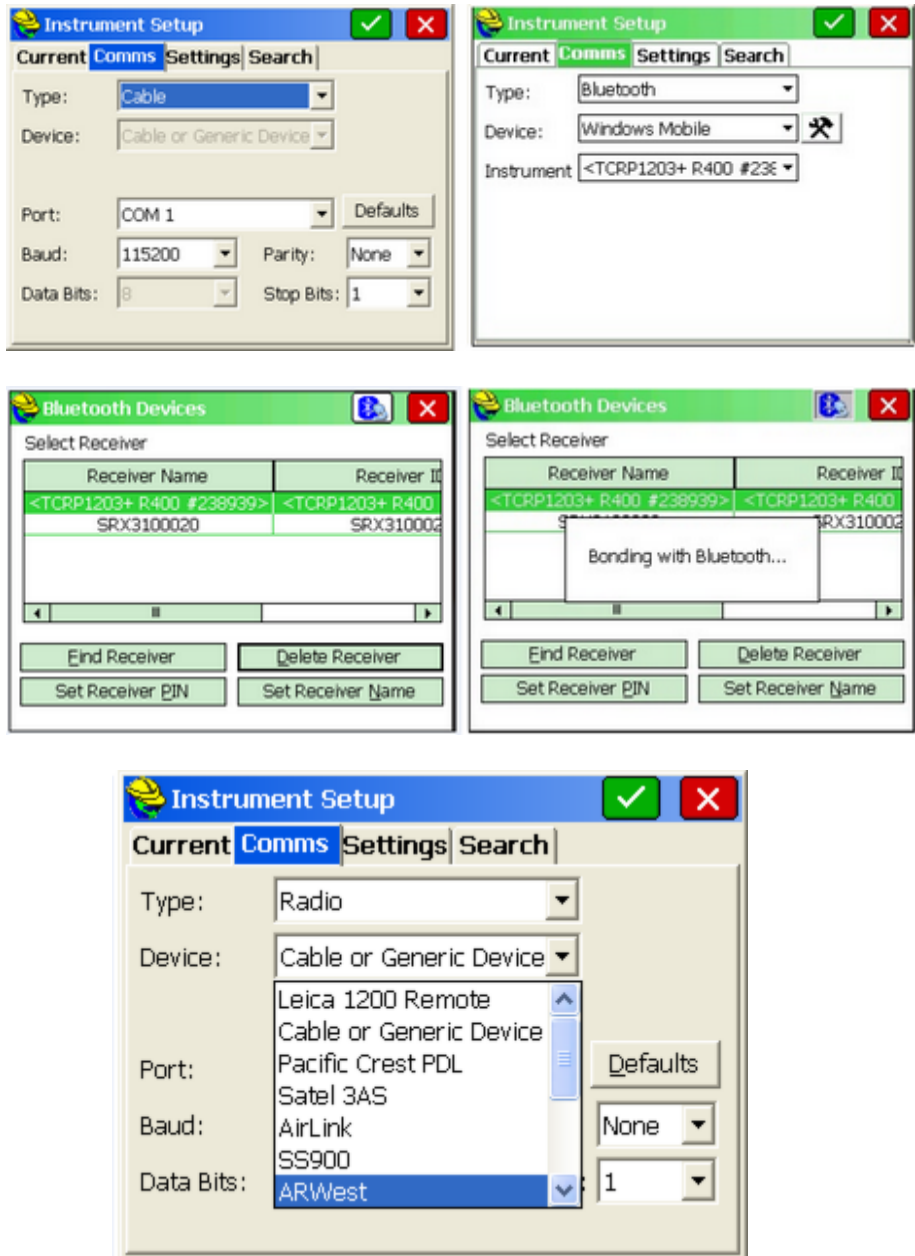 Instrument Setup
Current Comms Settings Search
Type: Cable
Device: Cable or Generic Device
Port: COM 1 Defaults
Baud: 115200 Parity: None
Data Bits: 8 Stop Bits: 1
Instrument Setup
Current Comms Settings Search
Type: Bluetooth
Device: Windows Mobile
Instrument <TCRP1203+ R400 #238
Bluetooth Devices
Select Receiver
Receiver Name Receiver ID
<TCRP1203+ R400 #238939> <TCRP1203+ R400
SRX3100020 SRX310002
Find Receiver Delete Receiver
Set Receiver PIN Set Receiver Name
Bluetooth Devices
Select Receiver
Receiver Name Receiver ID
<TCRP1203+ R400 #238939> <TCRP1203+ R400
SRX310002
Bonding with Bluetooth...
Find Receiver Delete Receiver
Set Receiver PIN Set Receiver Name
Instrument Setup
Current Comms Settings Search
Type: Radio
Device: Cable or Generic Device
Leica 1200 Remote
Cable or Generic Device
Port: Pacific Crest PDL Defaults
Satel 3AS
Baud: AirLink None
SS900
Data Bits: ARWest : 1